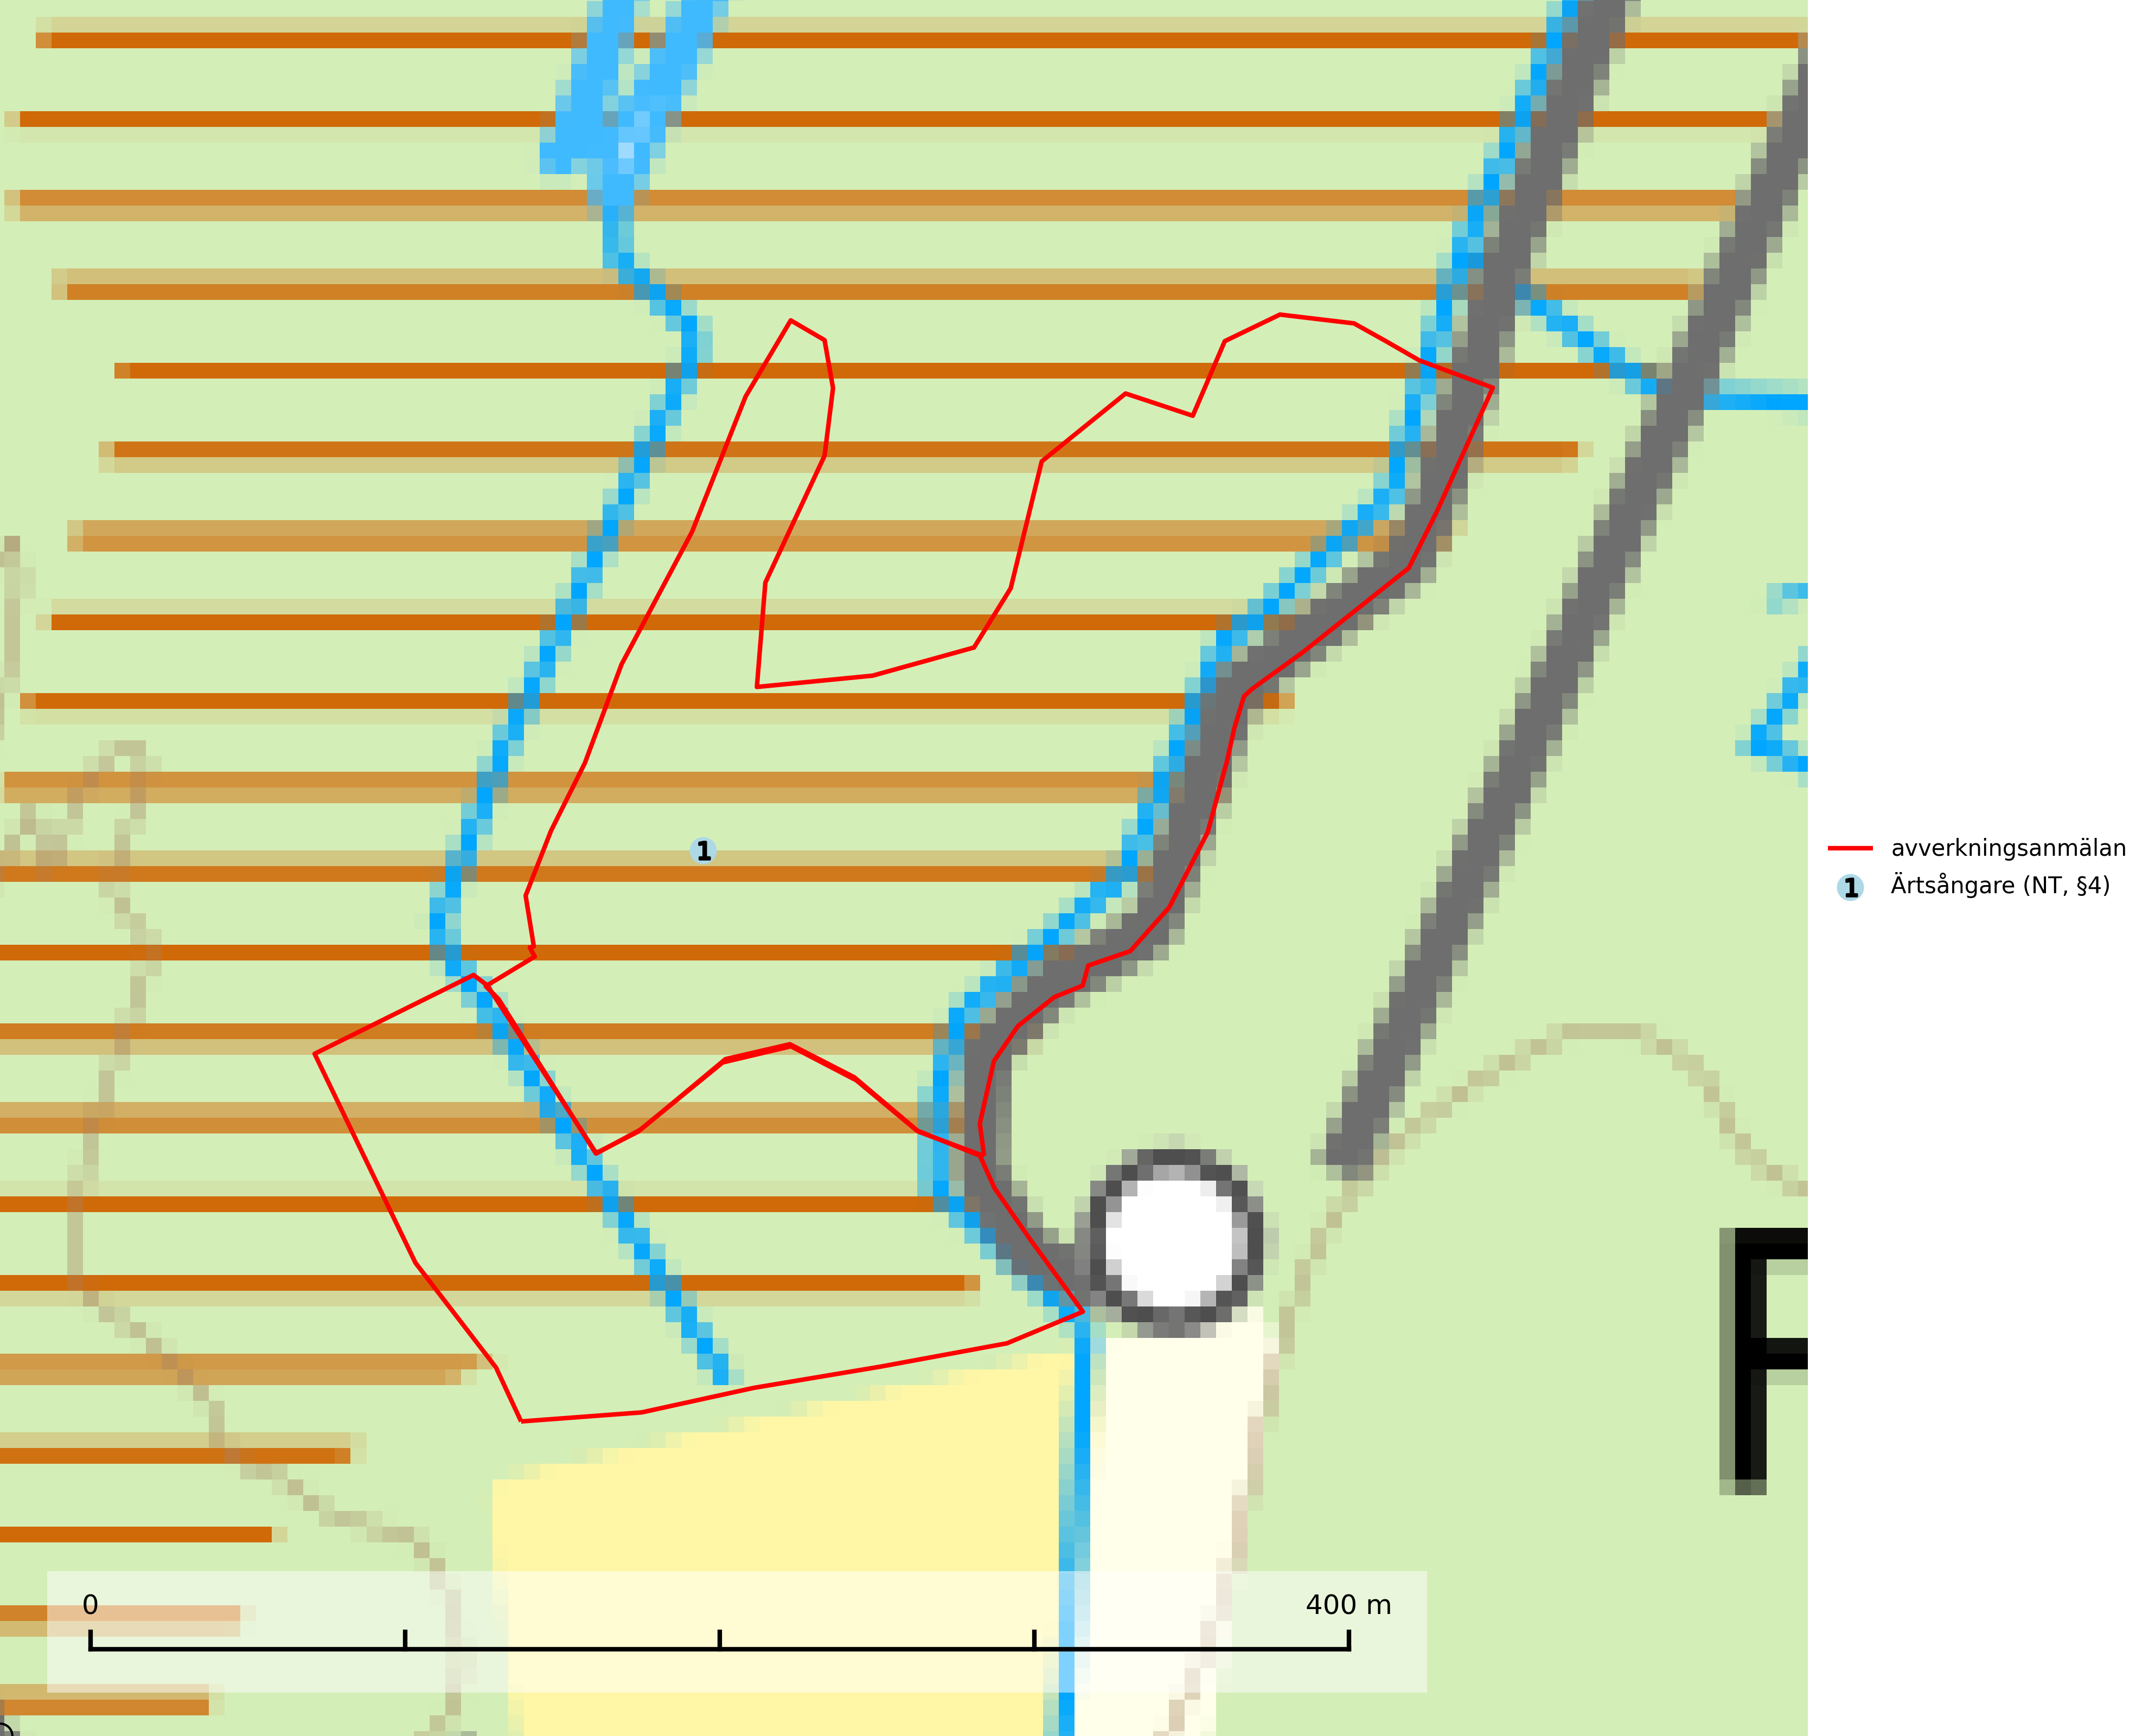 1
avverkningsanmälan
1 Ärtsångare (NT, §4)
F
0 400 m